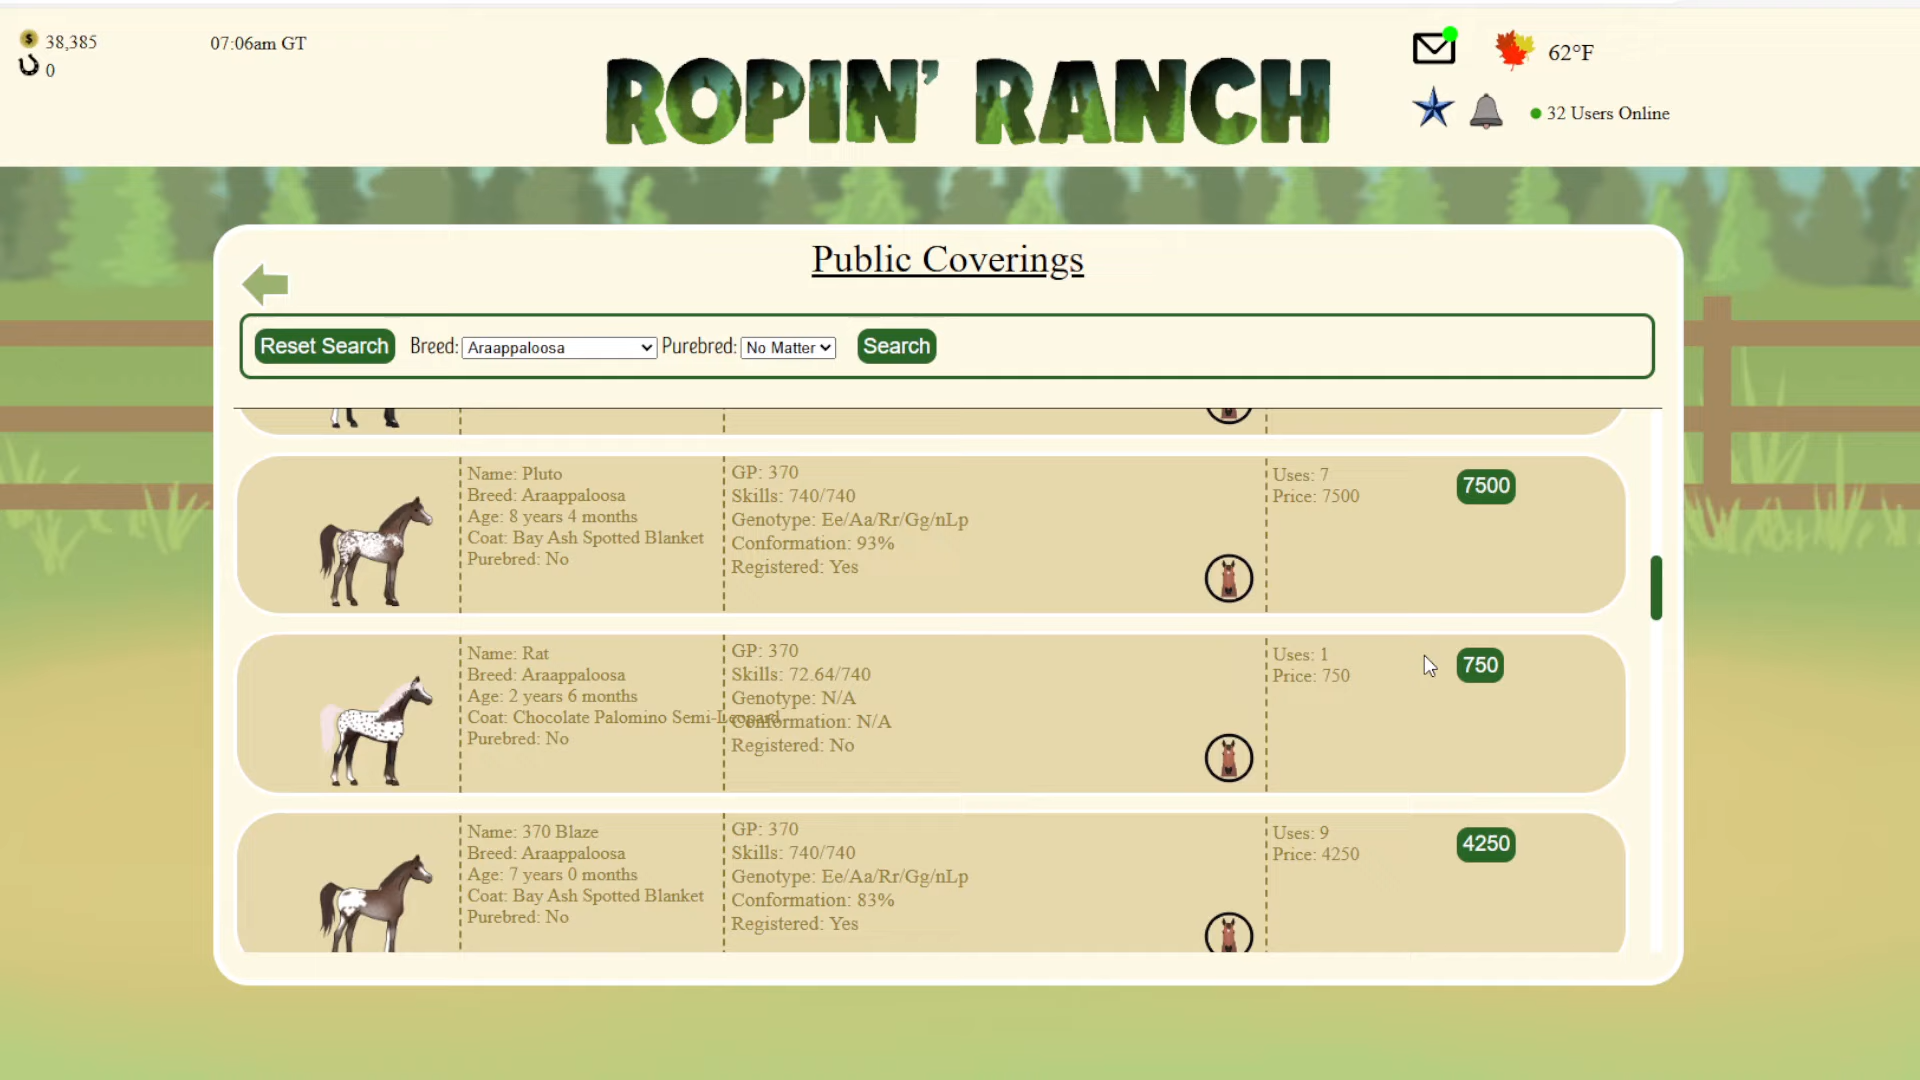 38,385
0
07:06am GT
ROPIN' RANCH
62°F
32 Users Online
Public Coverings
Reset Search Breed: Araappaloosa Purebred: No Matter Search
Name: Pluto
Breed: Araappaloosa
Age: 8 years 4 months
Coat: Bay Ash Spotted Blanket
Purebred: No
GP: 370
Skills: 740/740
Genotype: Ee/Aa/Rr/Gg/nLp
Conformation: 93%
Registered: Yes
Uses: 7
Price: 7500
7500
Name: Rat
Breed: Araappaloosa
Age: 2 years 6 months
Coat: Chocolate Palomino Semi-Leopard
Purebred: No
GP: 370
Skills: 72.64/740
Genotype: N/A
Conformation: N/A
Registered: No
Uses: 1
Price: 750
750
Name: 370 Blaze
Breed: Araappaloosa
Age: 7 years 0 months
Coat: Bay Ash Spotted Blanket
Purebred: No
GP: 370
Skills: 740/740
Genotype: Ee/Aa/Rr/Gg/nLp
Conformation: 83%
Registered: Yes
Uses: 9
Price: 4250
4250